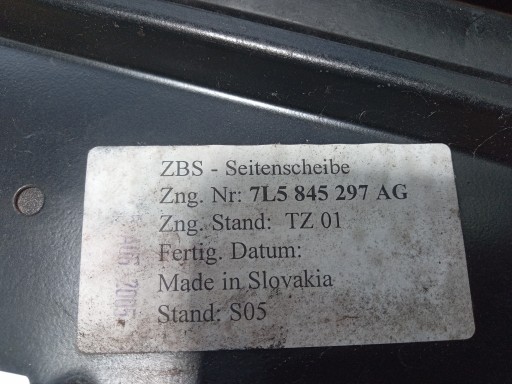 ZBS - Seitenscheibe
Zng. Nr: 7L5 845 297 AG
Zng. Stand: TZ 01
Fertig. Datum:
Made in Slovakia
Stand: S05